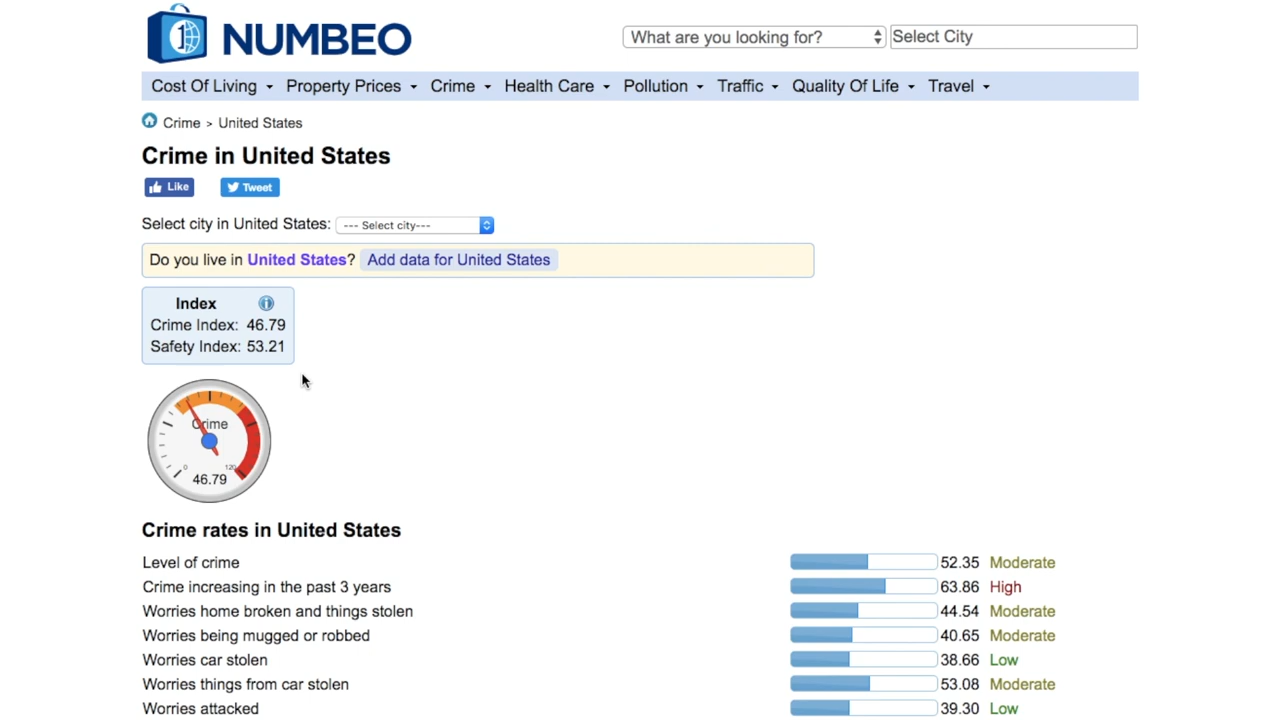 NUMBEO
What are you looking for? Select City
Cost Of Living Property Prices Crime Health Care Pollution Traffic Quality Of Life Travel
Crime > United States
Crime in United States
Like Tweet
Select city in United States: --- Select city---
Do you live in United States? Add data for United States
Index
Crime Index: 46.79
Safety Index: 53.21
Crime
0 120
46.79
Crime rates in United States
Level of crime 52.35 Moderate
Crime increasing in the past 3 years 63.86 High
Worries home broken and things stolen 44.54 Moderate
Worries being mugged or robbed 40.65 Moderate
Worries car stolen 38.66 Low
Worries things from car stolen 53.08 Moderate
Worries attacked 39.30 Low